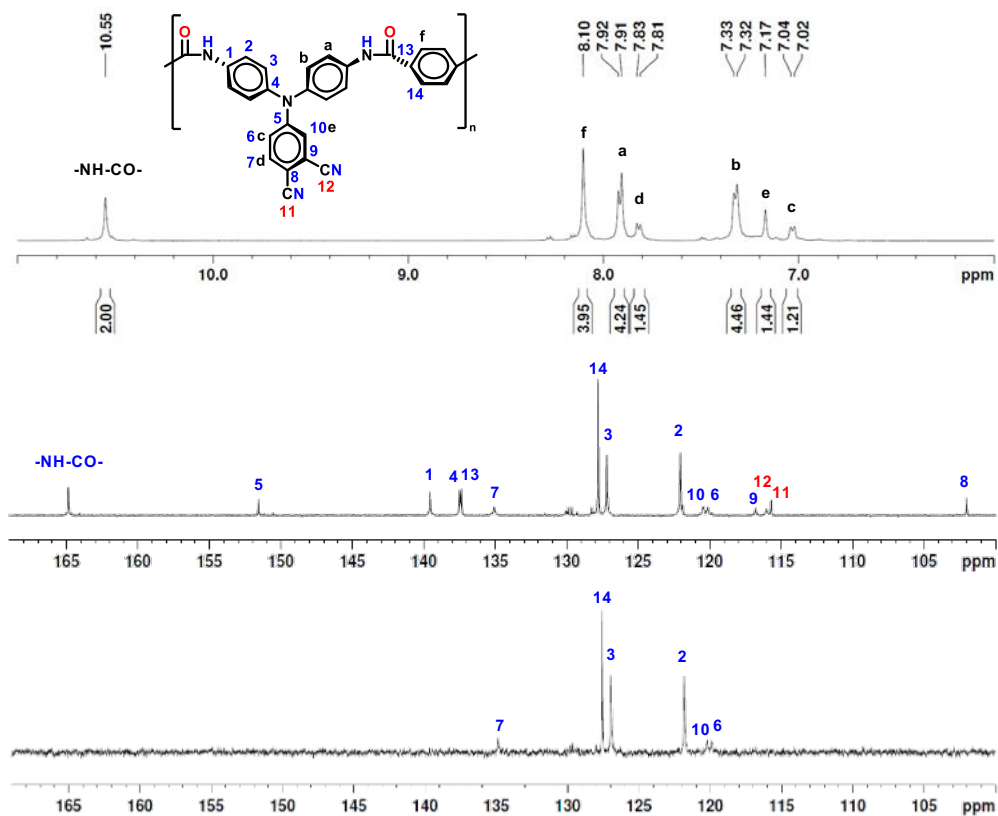 10.55
8.10
7.92
7.91
7.83
7.81
7.33
7.32
7.17
7.04
7.02
O
H
N
1
2
3
4
N
a
b
H
N
O
13
f
14
n
5
6 c
10 e
7 d
9
8
CN
12
CN
11
-NH-CO-
f
a
d
b
e
c
10.0 9.0 8.0 7.0 ppm
2.00
3.95
4.24
1.45
4.46
1.44
1.21
-NH-CO-
5
1
4 13
7
14
3
2
10 6
9
12
11
8
165 160 155 150 145 140 135 130 125 120 115 110 105 ppm
14
7
3
2
10 6
165 160 155 150 145 140 135 130 125 120 115 110 105 ppm